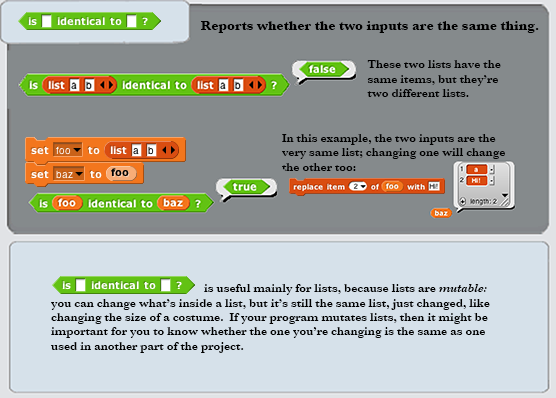 is identical to ?
Reports whether the two inputs are the same thing.
is list a b identical to list a b ?
false
These two lists have the
same items, but they're
two different lists.
set foo to list a b
set baz to foo
is foo identical to baz ?
true
In this example, the two inputs are the
very same list; changing one will change
the other too:
replace item 2 of foo with Hi!
1 a
2 Hi!
length: 2
baz
is identical to ? is useful mainly for lists, because lists are mutable:
you can change what's inside a list, but it's still the same list, just changed, like
changing the size of a costume. If your program mutates lists, then it might be
important for you to know whether the one you're changing is the same as one
used in another part of the project.